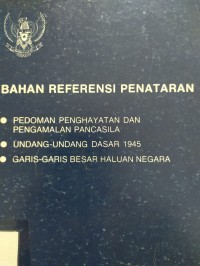 BAHAN REFERENSI PENATARAN
● PEDOMAN PENGHAYATAN DAN
PENGAMALAN PANCASILA
● UNDANG-UNDANG DASAR 1945
● GARIS-GARIS BESAR HALUAN NEGARA